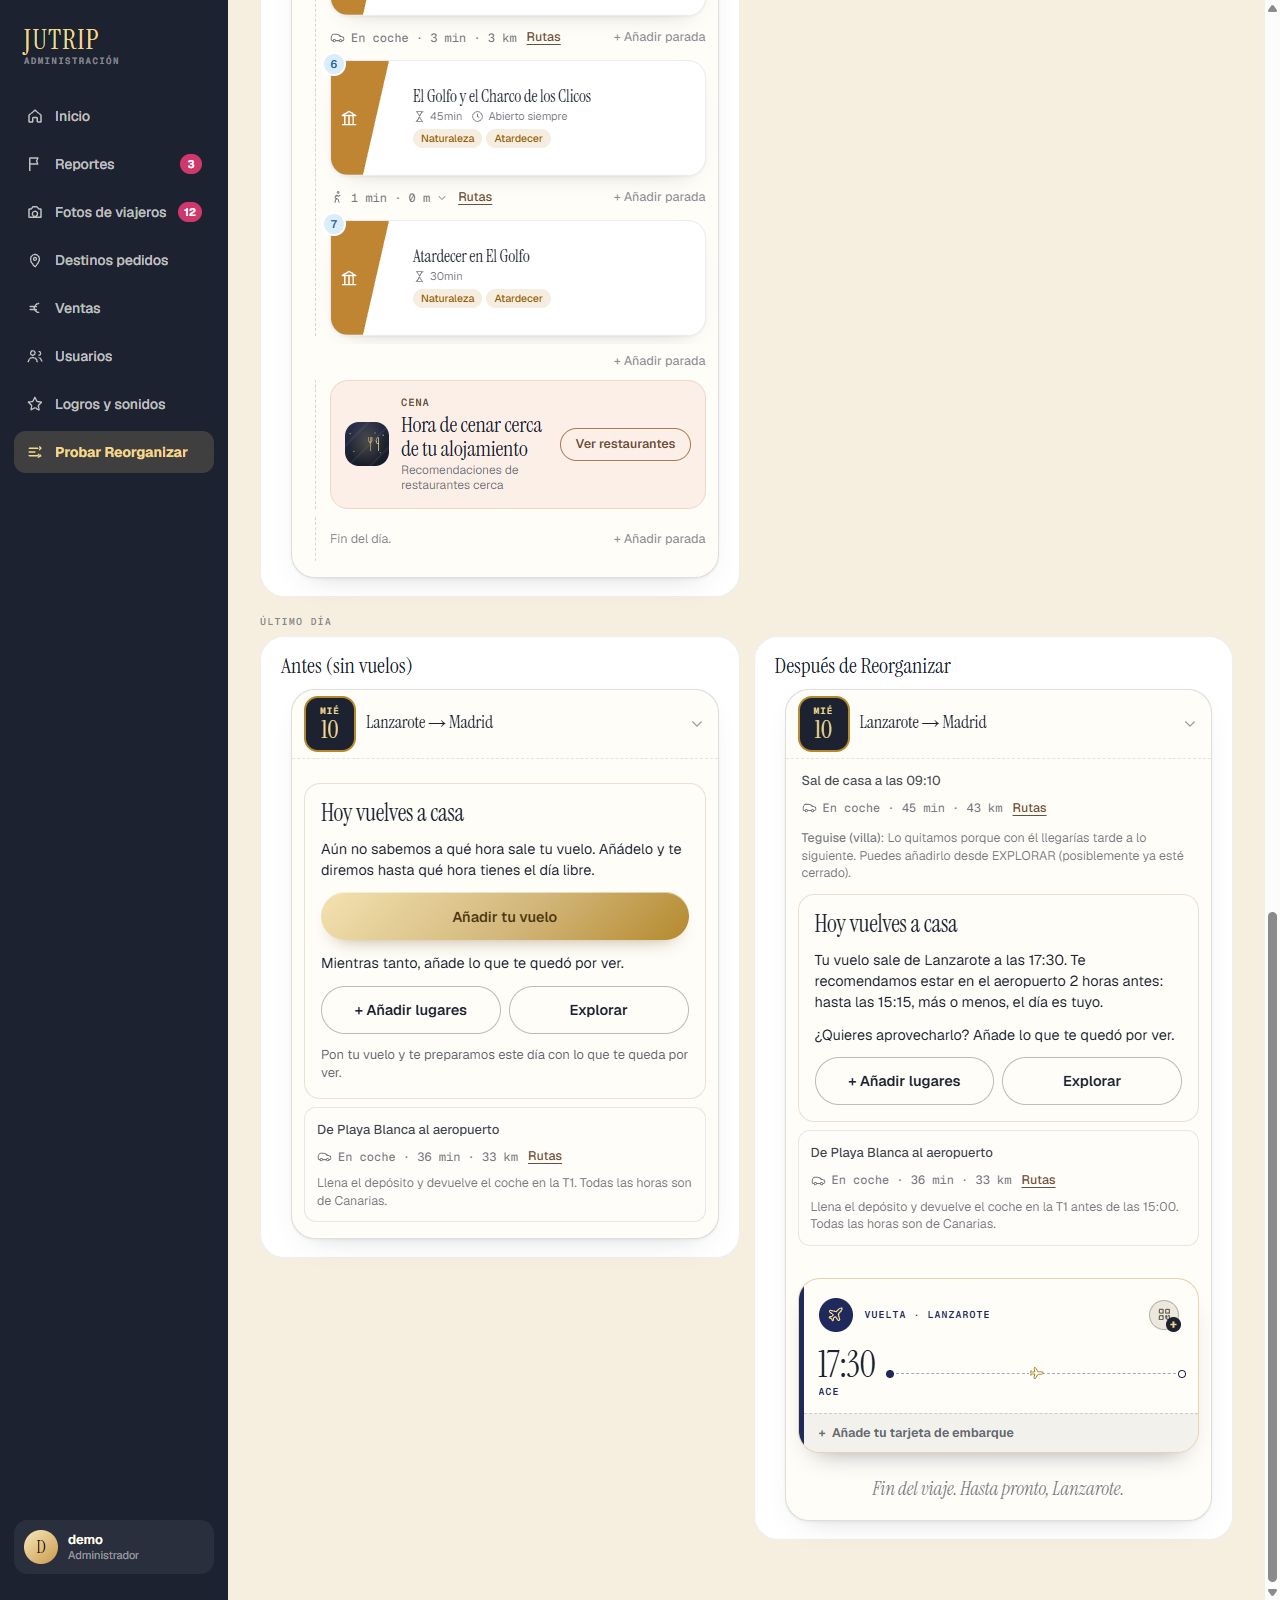 JUTRIP
ADMINISTRACIÓN
Inicio
Reportes 3
Fotos de viajeros 12
Destinos pedidos
Ventas
Usuarios
Logros y sonidos
Probar Reorganizar
D
demo
Administrador
En coche · 3 min · 3 km Rutas + Añadir parada
6
El Golfo y el Charco de los Clicos
45min Abierto siempre
Naturaleza Atardecer
1 min · 0 m Rutas + Añadir parada
7
Atardecer en El Golfo
30min
Naturaleza Atardecer
+ Añadir parada
CENA
Hora de cenar cerca
de tu alojamiento
Recomendaciones de
restaurantes cerca
Ver restaurantes
Fin del día. + Añadir parada
ÚLTIMO DÍA
Antes (sin vuelos)
MIÉ
10
Lanzarote → Madrid
Hoy vuelves a casa
Aún no sabemos a qué hora sale tu vuelo. Añádelo y te
diremos hasta qué hora tienes el día libre.
Añadir tu vuelo
Mientras tanto, añade lo que te quedó por ver.
+ Añadir lugares Explorar
Pon tu vuelo y te preparamos este día con lo que te queda por
ver.
De Playa Blanca al aeropuerto
En coche · 36 min · 33 km Rutas
Llena el depósito y devuelve el coche en la T1. Todas las horas son
de Canarias.
Después de Reorganizar
MIÉ
10
Lanzarote → Madrid
Sal de casa a las 09:10
En coche · 45 min · 43 km Rutas
Teguise (villa): Lo quitamos porque con él llegarías tarde a lo
siguiente. Puedes añadirlo desde EXPLORAR (posiblemente ya esté
cerrado).
Hoy vuelves a casa
Tu vuelo sale de Lanzarote a las 17:30. Te
recomendamos estar en el aeropuerto 2 horas antes:
hasta las 15:15, más o menos, el día es tuyo.
¿Quieres aprovecharlo? Añade lo que te quedó por ver.
+ Añadir lugares Explorar
De Playa Blanca al aeropuerto
En coche · 36 min · 33 km Rutas
Llena el depósito y devuelve el coche en la T1 antes de las 15:00.
Todas las horas son de Canarias.
VUELTA · LANZAROTE
17:30
ACE
+ Añade tu tarjeta de embarque
Fin del viaje. Hasta pronto, Lanzarote.